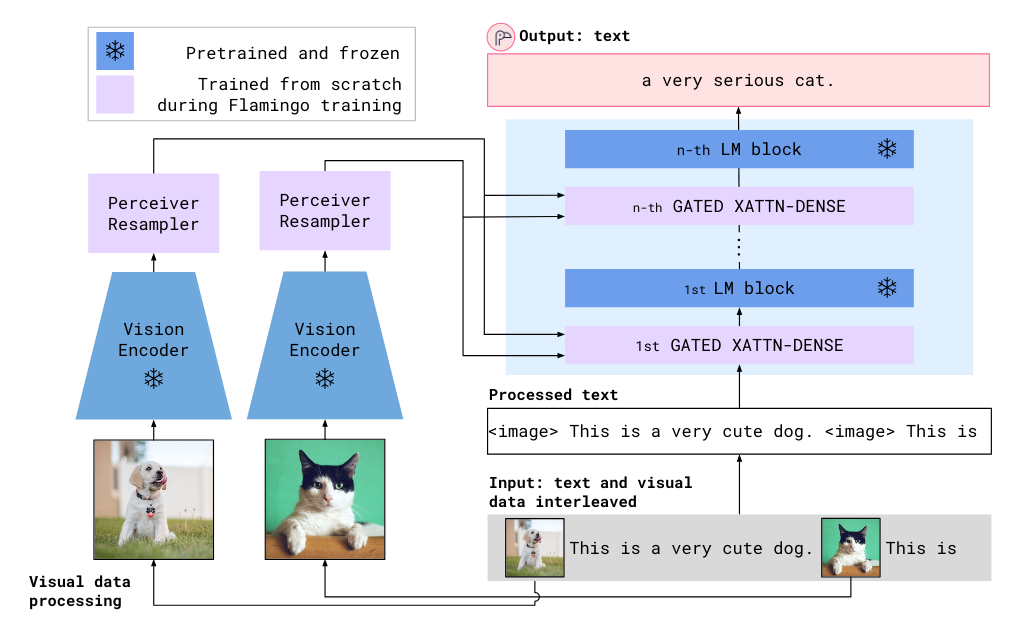 Pretrained and frozen
Trained from scratch
during Flamingo training
Perceiver
Resampler
Perceiver
Resampler
Vision
Encoder
Vision
Encoder
Visual data
processing
Output: text
a very serious cat.
n-th LM block
n-th GATED XATTN-DENSE
1st LM block
1st GATED XATTN-DENSE
Processed text
<image> This is a very cute dog. <image> This is
Input: text and visual
data interleaved
This is a very cute dog. This is